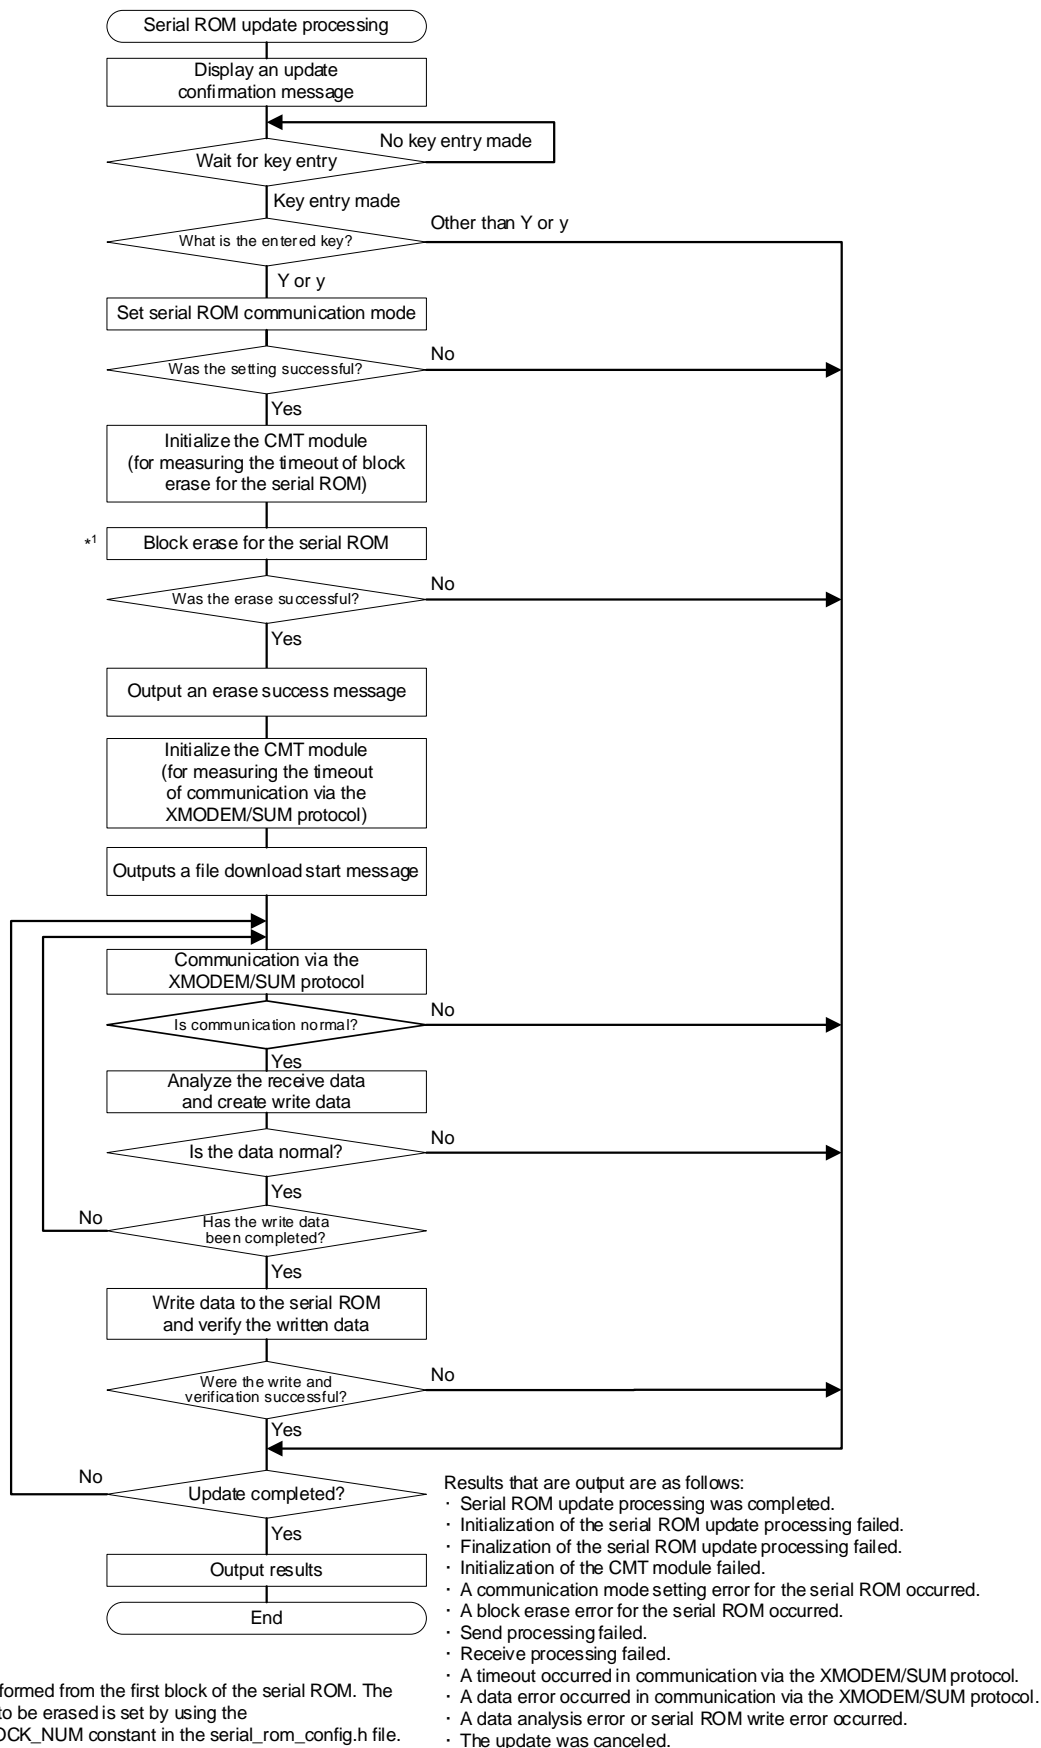 Serial ROM update processing
Display an update
confirmation message
No key entry made
Wait for key entry
Key entry made
Other than Y or y
What is the entered key?
Y or y
Set serial ROM communication mode
No
Was the setting successful?
Yes
Initialize the CMT module
(for measuring the timeout of block
erase for the serial ROM)
*1
Block erase for the serial ROM
No
Was the erase successful?
Yes
Output an erase success message
Initialize the CMT module
(for measuring the timeout
of communication via the
XMODEM/SUM protocol)
Outputs a file download start message
Communication via the
XMODEM/SUM protocol
No
Is communication normal?
Yes
Analyze the receive data
and create write data
No
Is the data normal?
Yes
No
Has the write data
been completed?
Yes
Write data to the serial ROM
and verify the written data
No
Were the write and
verification successful?
Yes
No
Update completed?
Yes
Output results
End
Results that are output are as follows:
· Serial ROM update processing was completed.
· Initialization of the serial ROM update processing failed.
· Finalization of the serial ROM update processing failed.
· Initialization of the CMT module failed.
· A communication mode setting error for the serial ROM occurred.
· A block erase error for the serial ROM occurred.
· Send processing failed.
· Receive processing failed.
· A timeout occurred in communication via the XMODEM/SUM protocol.
· A data error occurred in communication via the XMODEM/SUM protocol.
· A data analysis error or serial ROM write error occurred.
· The update was canceled.
formed from the first block of the serial ROM. The
to be erased is set by using the
OCK_NUM constant in the serial_rom_config.h file.